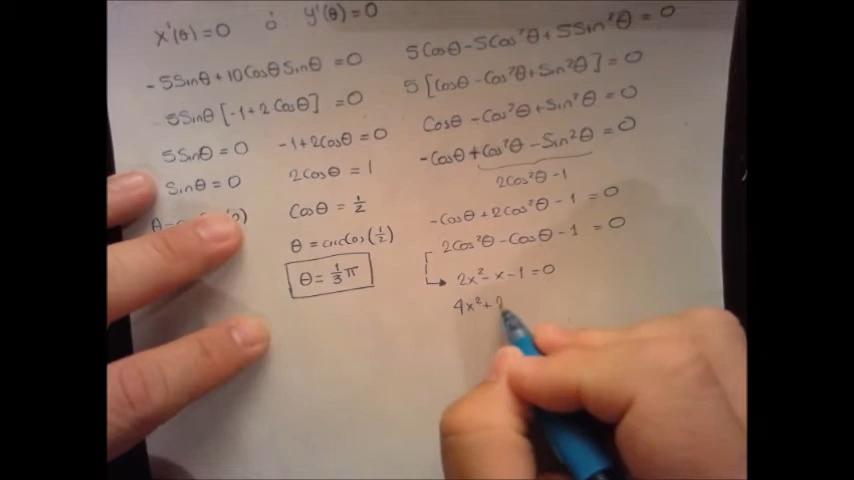 x'(θ) = 0 ó y'(θ) = 0
-5Sinθ + 10CosθSinθ = 0
-5Sinθ [-1 + 2Cosθ] = 0
5Sinθ = 0
Sinθ = 0
-1 + 2Cosθ = 0
2Cosθ = 1
Cosθ = 1/2
θ = arcCos(1/2)
θ = 1/3 π
5Cosθ - 5Cos²θ + 5Sin²θ = 0
5 [Cosθ - Cos²θ + Sin²θ] = 0
Cosθ - Cos²θ + Sin²θ = 0
-Cosθ + Cos²θ - Sin²θ = 0
2Cos²θ - 1
-Cosθ + 2Cos²θ - 1 = 0
2Cos²θ - Cosθ - 1 = 0
2x² - x - 1 = 0
4x² +